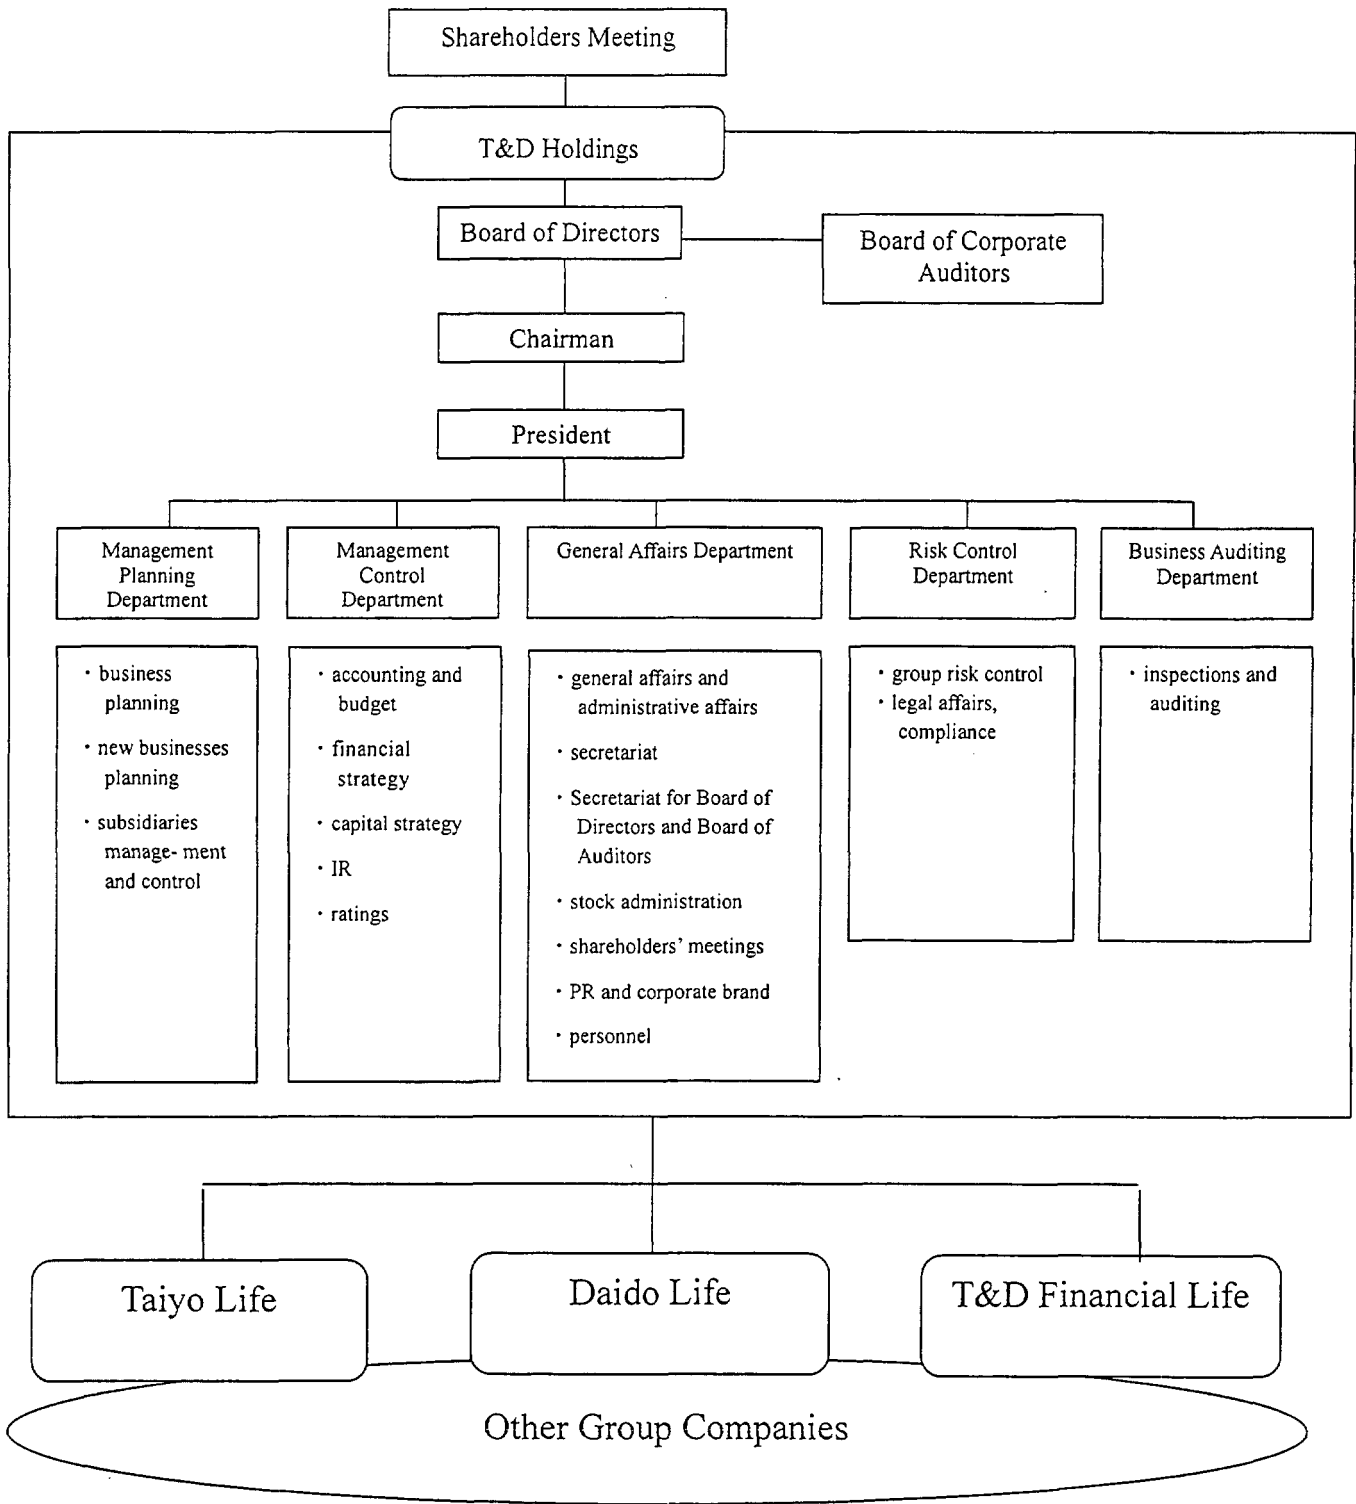 Shareholders Meeting
T&D Holdings
Board of Directors
Board of Corporate
Auditors
Chairman
President
Management
Planning
Department
Management
Control
Department
General Affairs Department
Risk Control
Department
Business Auditing
Department
・business
planning
・new businesses
planning
・subsidiaries
manage- ment
and control
・accounting and
budget
・financial
strategy
・capital strategy
・IR
・ratings
・general affairs and
administrative affairs
・secretariat
・Secretariat for Board of
Directors and Board of
Auditors
・stock administration
・shareholders' meetings
・PR and corporate brand
・personnel
・group risk control
・legal affairs,
compliance
・inspections and
auditing
Taiyo Life
Daido Life
T&D Financial Life
Other Group Companies